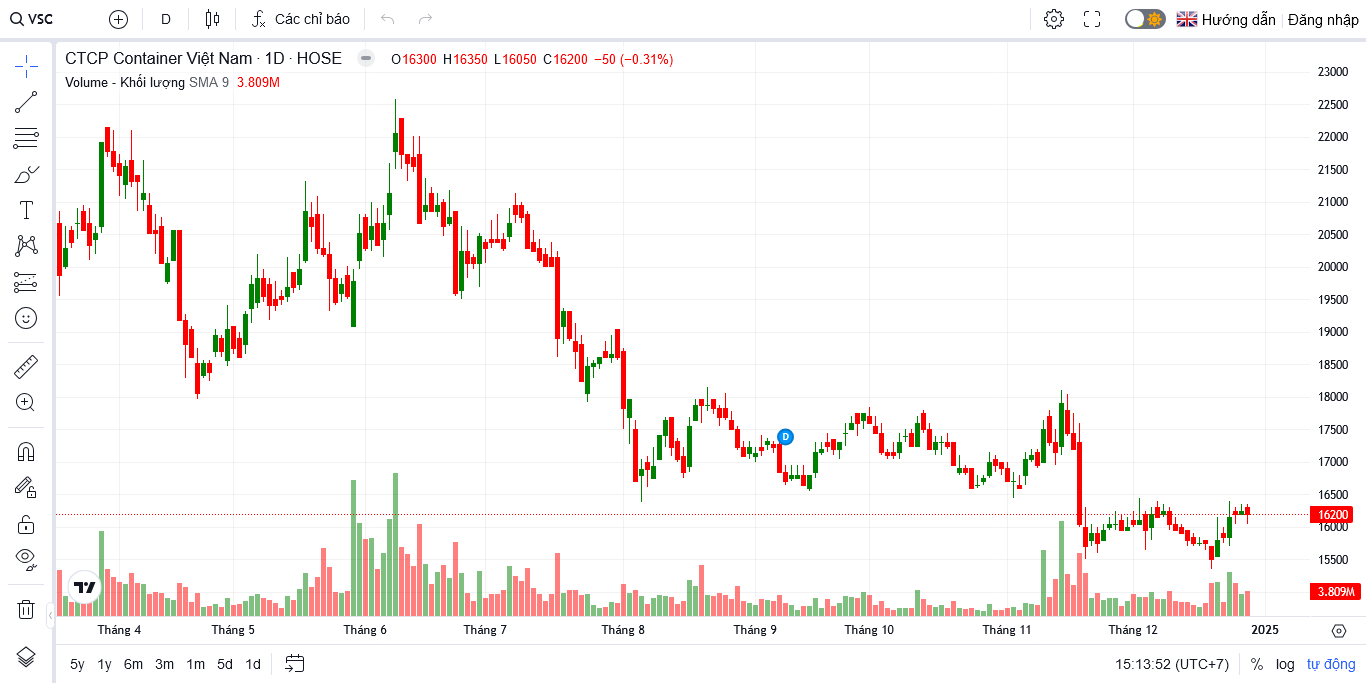 VSC D Các chỉ báo Hướng dẫn Đăng nhập
CTCP Container Việt Nam · 1D · HOSE O16300 H16350 L16050 C16200 −50 (−0.31%)
Volume - Khối lượng SMA 9 3.809M
23000
22500
22000
21500
21000
20500
20000
19500
19000
18500
18000
17500
17000
16500
16200
16000
15500
3.809M
D
Tháng 4 Tháng 5 Tháng 6 Tháng 7 Tháng 8 Tháng 9 Tháng 10 Tháng 11 Tháng 12 2025
5y 1y 6m 3m 1m 5d 1d 15:13:52 (UTC+7) % log tự động